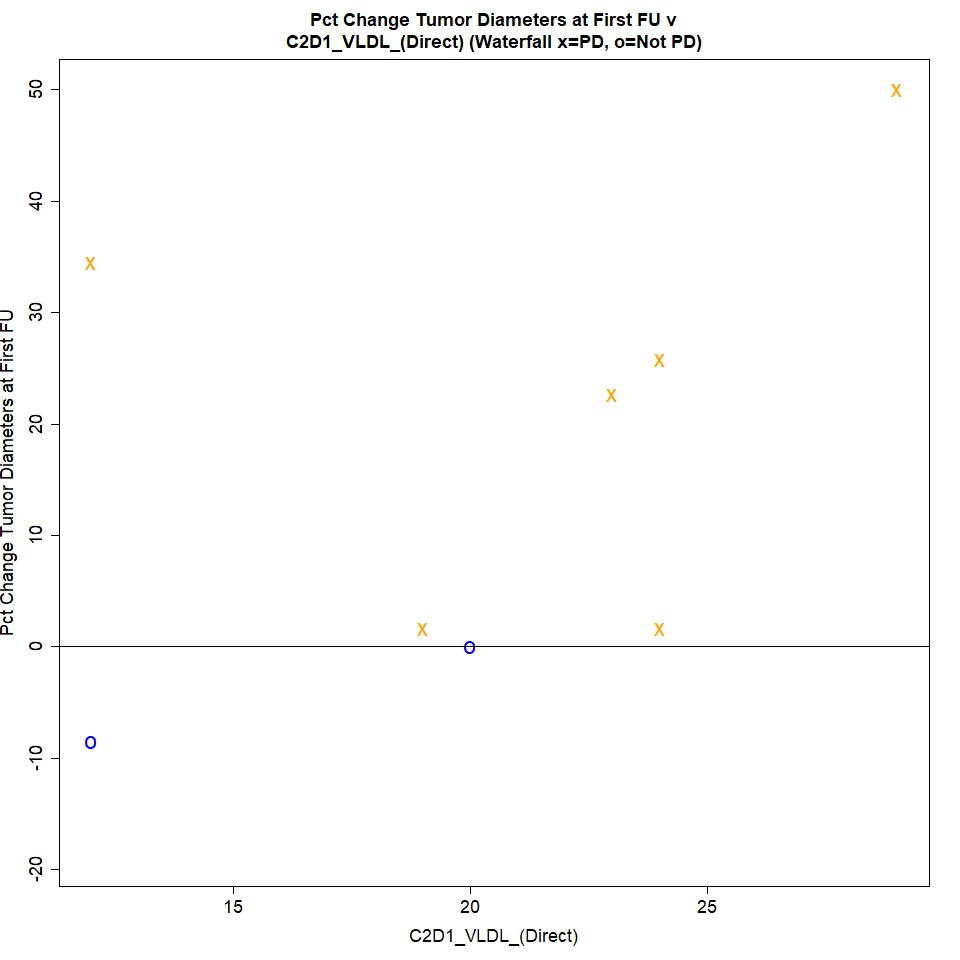 Pct Change Tumor Diameters at First FU v
C2D1_VLDL_(Direct) (Waterfall x=PD, o=Not PD)
Pct Change Tumor Diameters at First FU
50
40
30
20
10
0
-10
-20
X
X
X
X
X
X
O
O
15
20
25
C2D1_VLDL_(Direct)